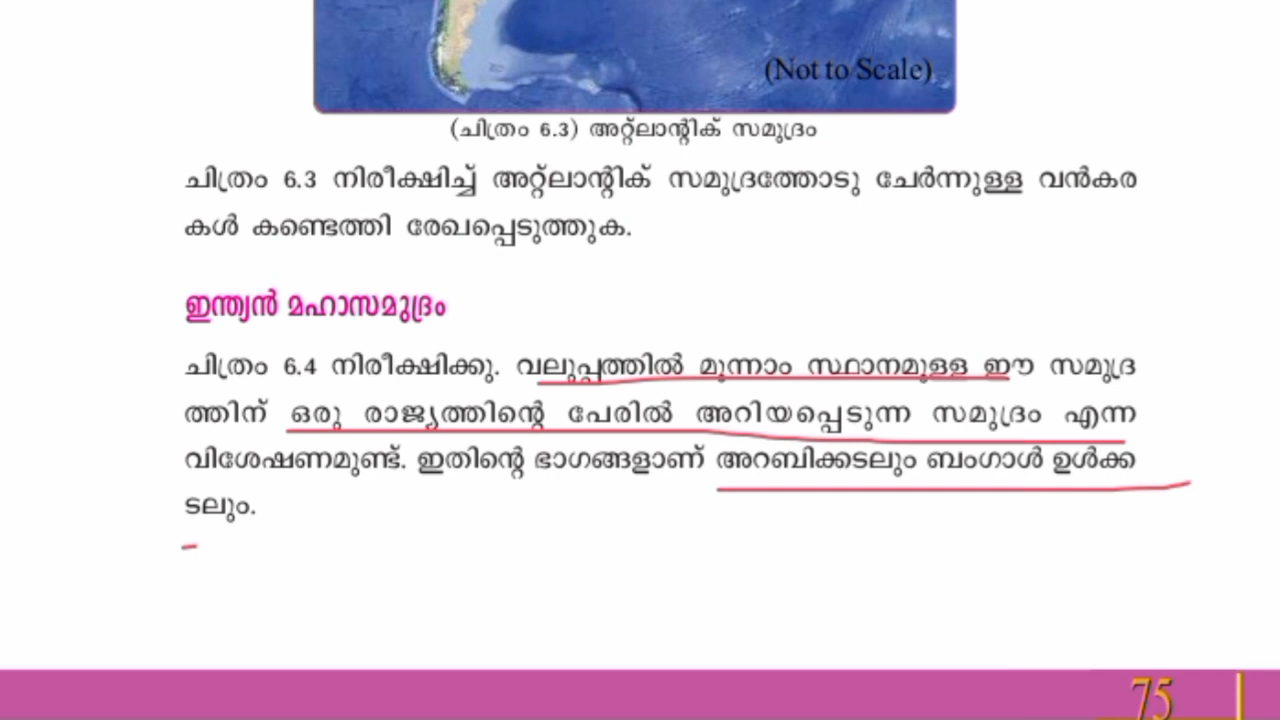 (Not to Scale)
(ചിത്രം 6.3) അറ്റ്ലാന്റിക് സമുദ്രം
ചിത്രം 6.3 നിരീക്ഷിച്ച് അറ്റ്ലാന്റിക് സമുദ്രത്തോടു ചേർന്നുള്ള വൻകര
കൾ കണ്ടെത്തി രേഖപ്പെടുത്തുക.
ഇന്ത്യൻ മഹാസമുദ്രം
ചിത്രം 6.4 നിരീക്ഷിക്കു. വലുപ്പത്തിൽ മൂന്നാം സ്ഥാനമുള്ള ഈ സമുദ്ര
ത്തിന് ഒരു രാജ്യത്തിന്റെ പേരിൽ അറിയപ്പെടുന്ന സമുദ്രം എന്ന
വിശേഷണമുണ്ട്. ഇതിന്റെ ഭാഗങ്ങളാണ് അറബിക്കടലും ബംഗാൾ ഉൾക്ക
ടലും.
75